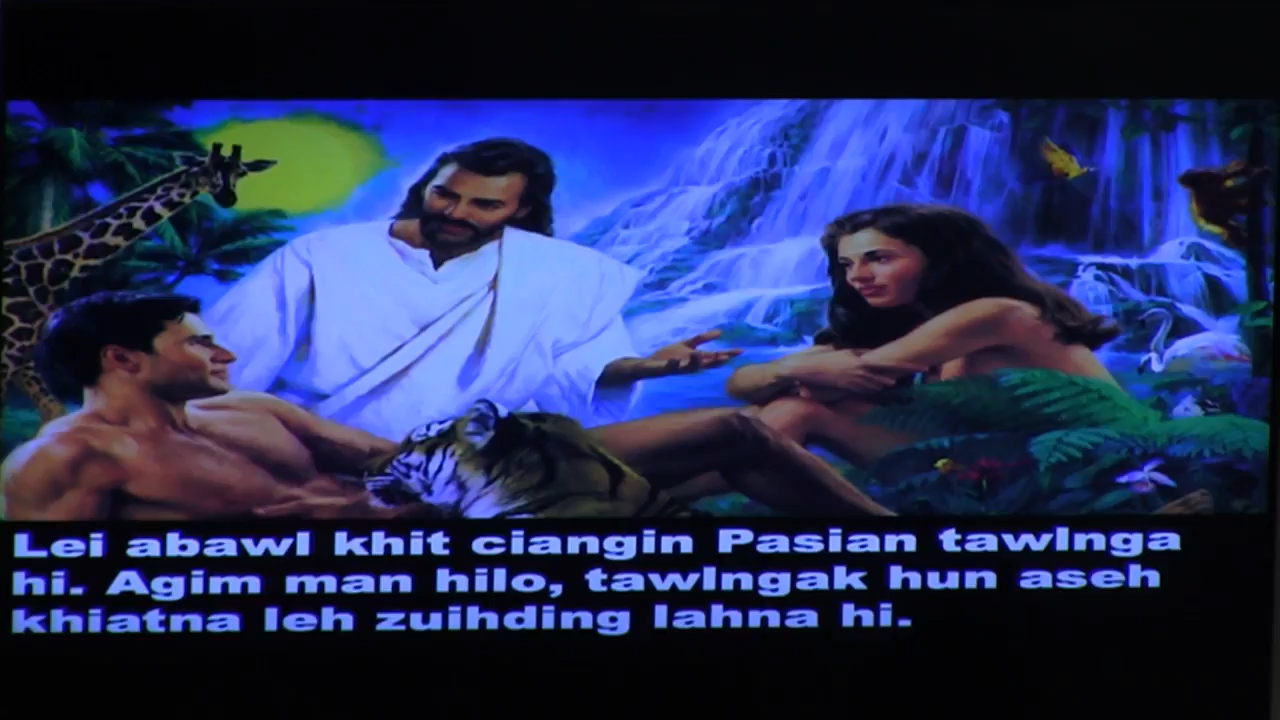 Lei abawl khit ciangin Pasian tawlnga
hi. Agim man hilo, tawlngak hun aseh
khiatna leh zuihding lahna hi.